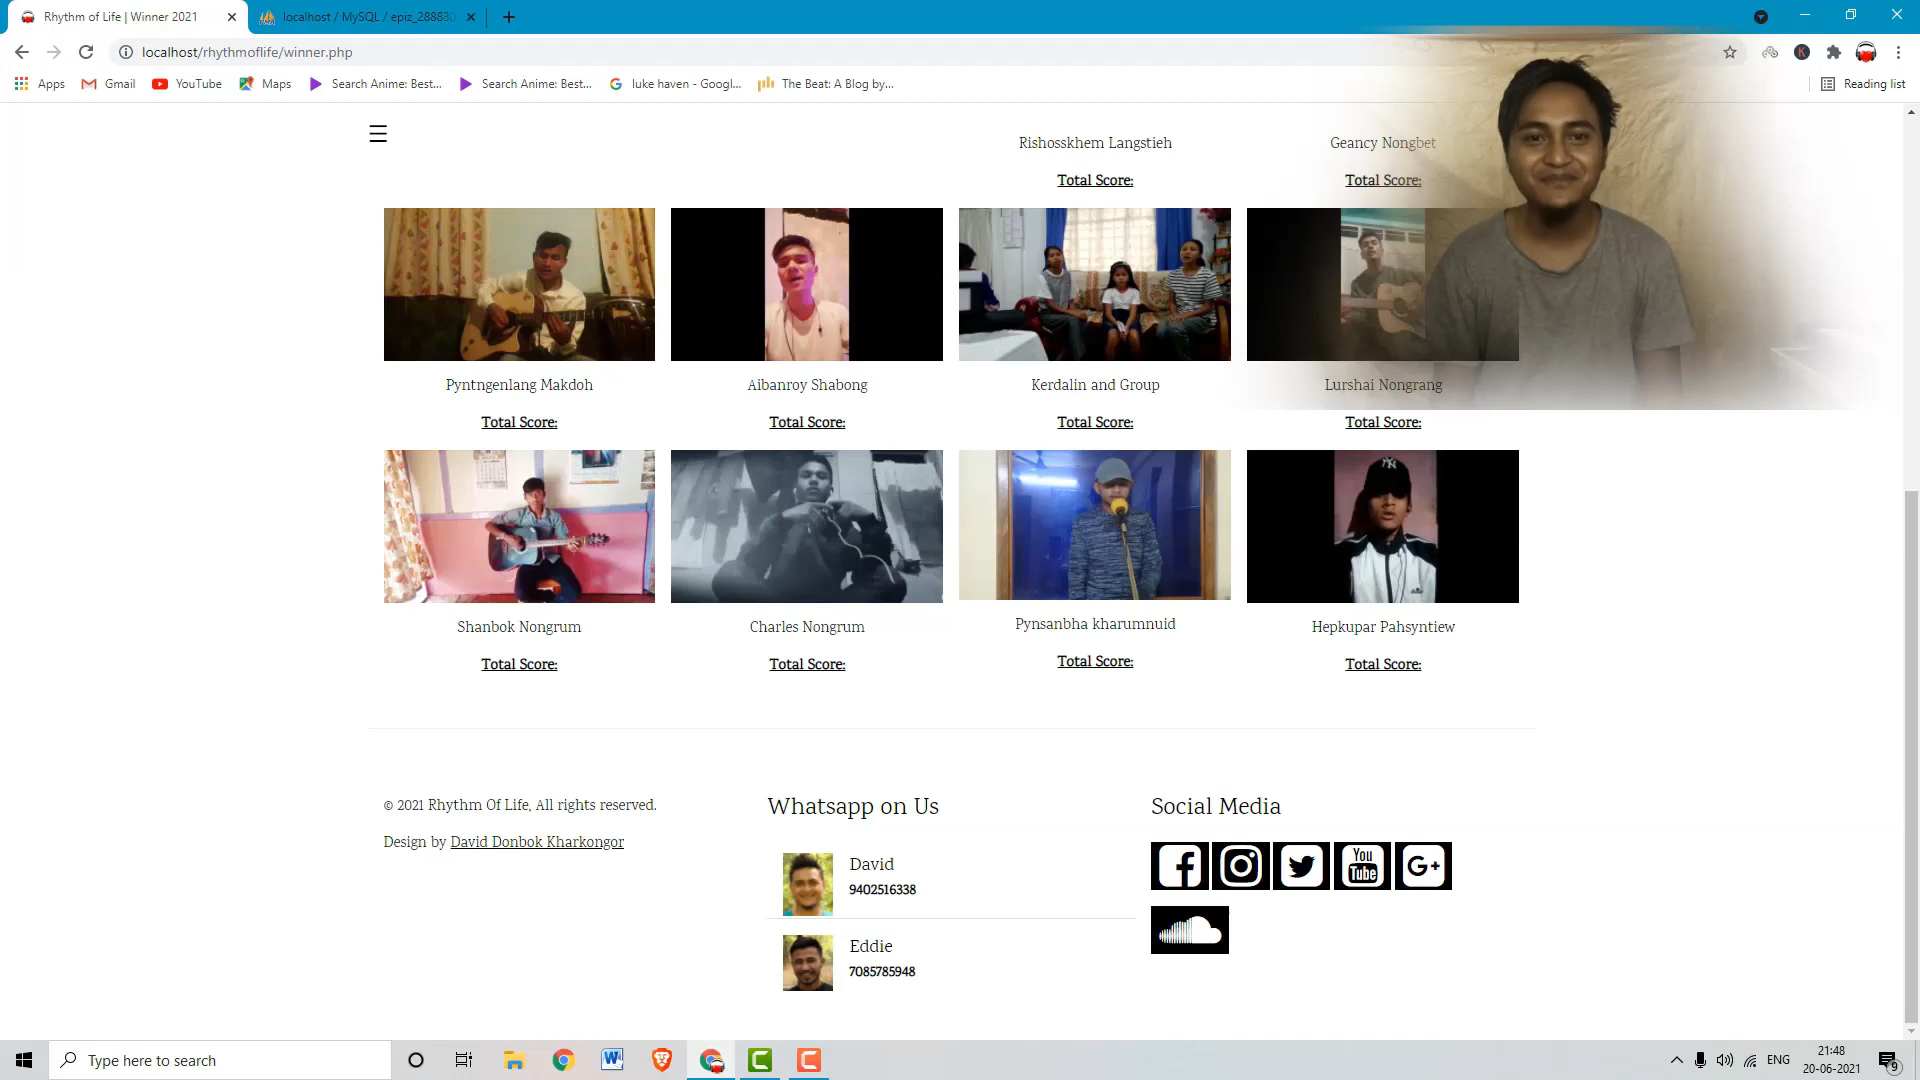 Rhythm of Life | Winner 2021
localhost / MySQL / epiz_288830
localhost/rhythmoflife/winner.php
Apps Gmail YouTube Maps Search Anime: Best... Search Anime: Best... luke haven - Googl... The Beat: A Blog by... Reading list
Rishosskhem Langstieh Geancy Nongbet
Total Score: Total Score:
Pyntngenlang Makdoh Aibanroy Shabong Kerdalin and Group Lurshai Nongrang
Total Score: Total Score: Total Score: Total Score:
Shanbok Nongrum Charles Nongrum Pynsanbha kharumnuid Hepkupar Pahsyntiew
Total Score: Total Score: Total Score: Total Score:
© 2021 Rhythm Of Life, All rights reserved.
Design by David Donbok Kharkongor
Whatsapp on Us
David
9402516338
Eddie
7085785948
Social Media
You
Tube
G+
Type here to search
ENG
21:48
20-06-2021
9